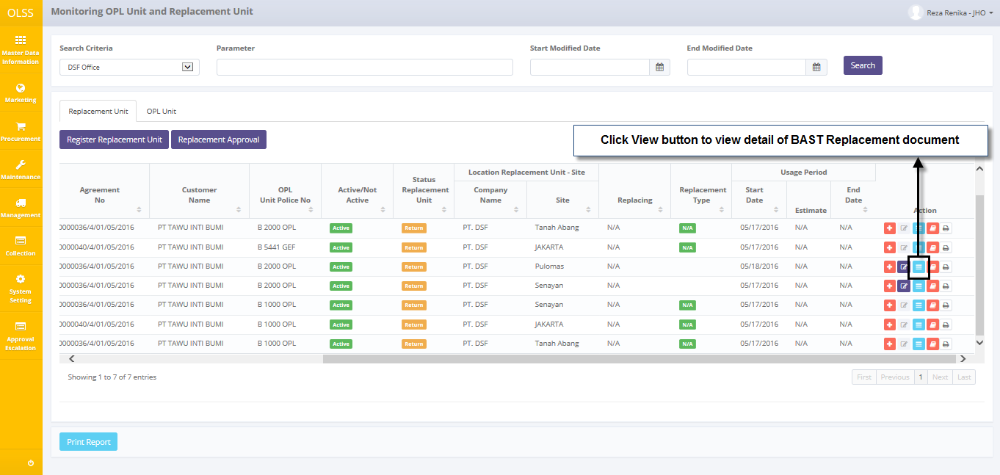 OLSS
Monitoring OPL Unit and Replacement Unit
Reza Renika - JHO
Master Data
Information
Marketing
Procurement
Maintenance
Management
Collection
System
Setting
Approval
Escalation
Search Criteria
Parameter
Start Modified Date
End Modified Date
DSF Office
Search
Replacement Unit
OPL Unit
Register Replacement Unit
Replacement Approval
Click View button to view detail of BAST Replacement document
Agreement
No
Customer
Name
OPL
Unit Police No
Active/Not
Active
Status
Replacement
Unit
Location Replacement Unit - Site
Company
Name
Site
Replacing
Replacement
Type
Usage Period
Start
Date
Estimate
End
Date
Action
0000036/4/01/05/2016 PT TAWU INTI BUMI B 2000 OPL Active Return PT. DSF Tanah Abang N/A N/A 05/17/2016 N/A N/A
0000040/4/01/05/2016 PT TAWU INTI BUMI B 5441 GEF Active Return PT. DSF JAKARTA N/A N/A 05/17/2016 N/A N/A
0000036/4/01/05/2016 PT TAWU INTI BUMI B 2000 OPL Active Return PT. DSF Pulomas N/A 05/18/2016 N/A N/A
0000036/4/01/05/2016 PT TAWU INTI BUMI B 2000 OPL Active Return PT. DSF Senayan N/A 05/17/2016 N/A N/A
0000036/4/01/05/2016 PT TAWU INTI BUMI B 1000 OPL Active Return PT. DSF Senayan N/A N/A 05/17/2016 N/A N/A
0000040/4/01/05/2016 PT TAWU INTI BUMI B 1000 OPL Active Return PT. DSF JAKARTA N/A N/A 05/17/2016 N/A N/A
0000036/4/01/05/2016 PT TAWU INTI BUMI B 1000 OPL Active Return PT. DSF Tanah Abang N/A N/A 05/17/2016 N/A N/A
Showing 1 to 7 of 7 entries
First Previous 1 Next Last
Print Report